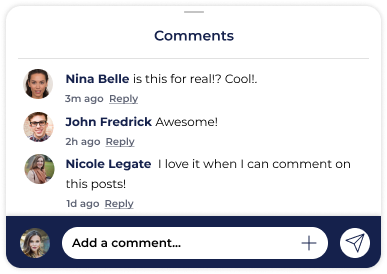 Comments
Nina Belle is this for real!? Cool!.
3m ago Reply
John Fredrick Awesome!
2h ago Reply
Nicole Legate I love it when I can comment on
this posts!
1d ago Reply
Add a comment...